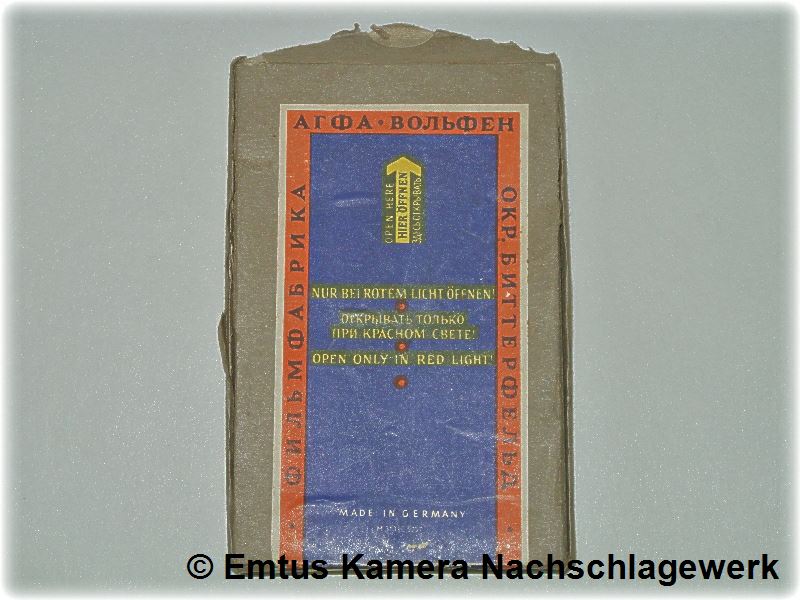 АГФА • ВОЛЬФЕН
ФИЛЬМФАБРИКА
ОКР. БИТТЕРФЕЛЬД
OPEN HERE
HIER ÖFFNEN
ЗДЕСЬ ОТКРЫВАТЬ
NUR BEI ROTEM LICHT ÖFFNEN!
ОТКРЫВАТЬ ТОЛЬКО
ПРИ КРАСНОМ СВЕТЕ!
OPEN ONLY IN RED LIGHT!
MADE IN GERMANY
© Emtus Kamera Nachschlagewerk